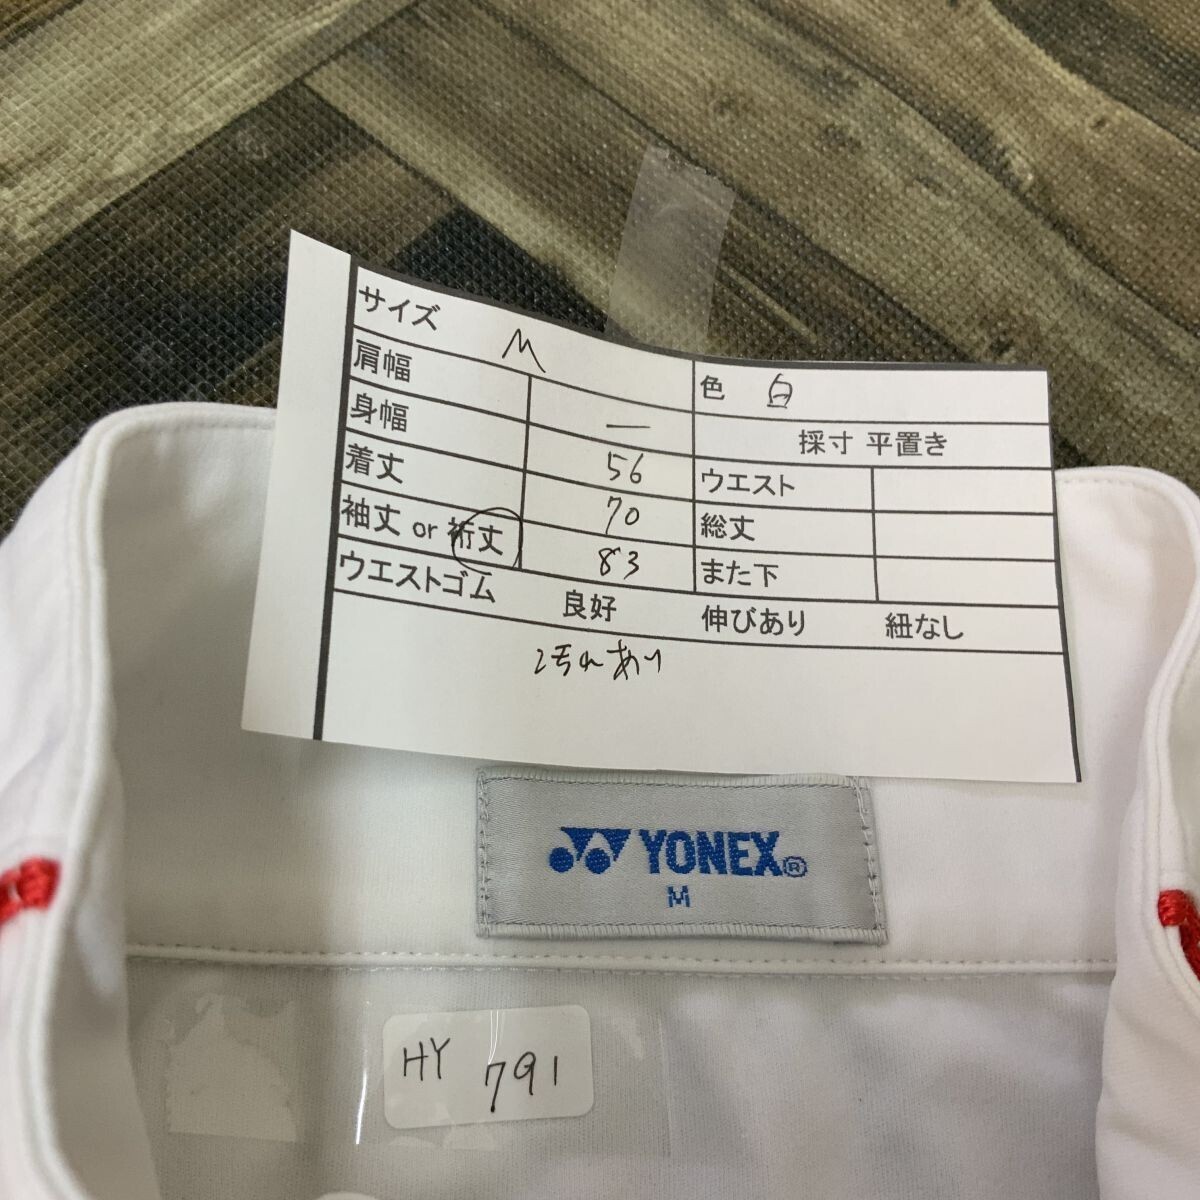 サイズ M
肩幅 —
身幅 56
着丈 70
袖丈 or 裄丈 83
色 白
採寸 平置き
ウエスト
総丈
また下
ウエストゴム 良好 伸びあり 紐なし
汚れあり
YONEX®
M
HY 791